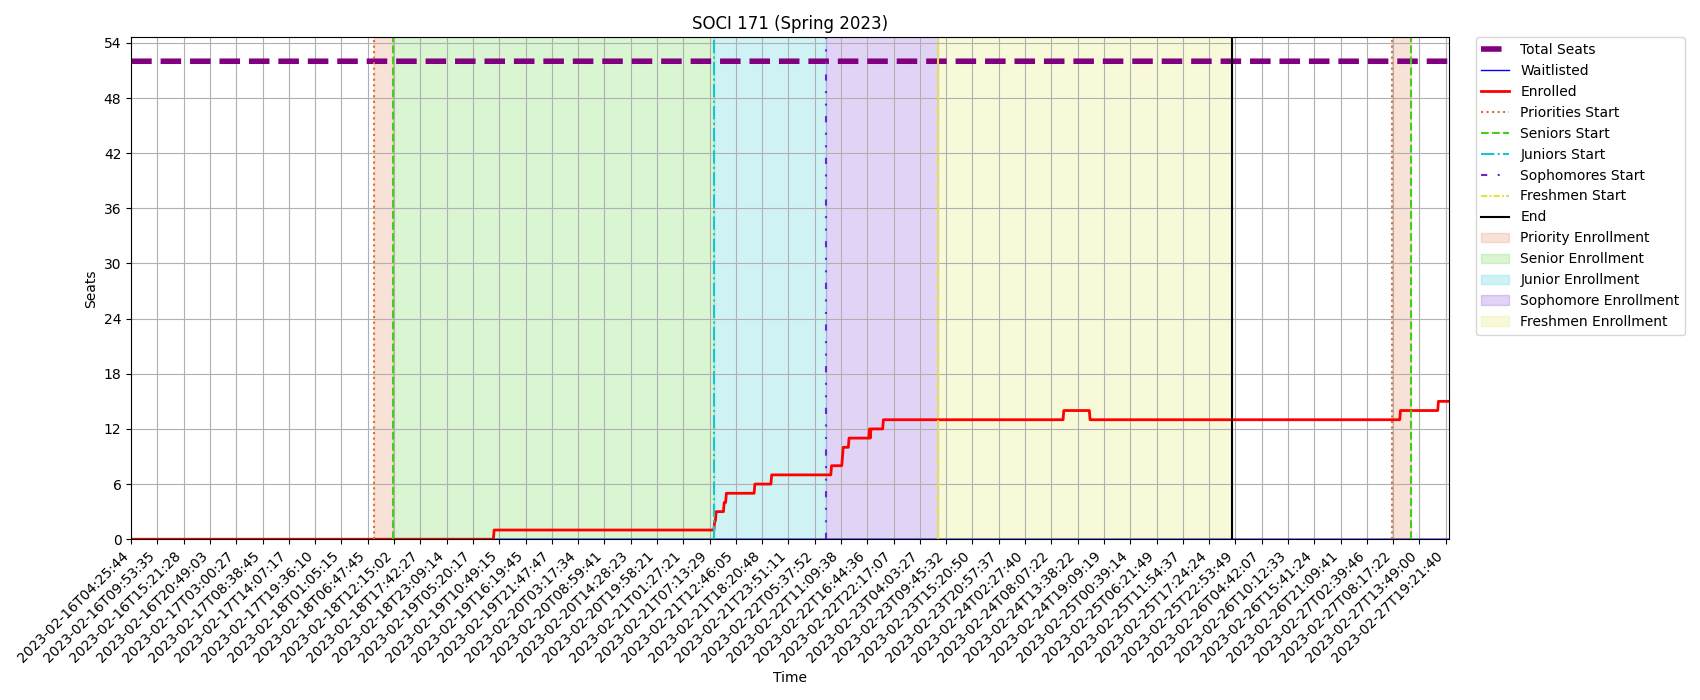 SOCI 171 (Spring 2023)
54
48
42
36
30
24
18
12
6
0
Seats
2023-02-16T04:25:44
2023-02-16T09:53:35
2023-02-16T15:21:28
2023-02-16T20:49:03
2023-02-17T03:00:27
2023-02-17T08:38:45
2023-02-17T14:07:17
2023-02-17T19:36:10
2023-02-18T01:05:15
2023-02-18T06:47:45
2023-02-18T12:15:02
2023-02-18T17:42:27
2023-02-18T23:09:14
2023-02-19T05:20:17
2023-02-19T10:49:15
2023-02-19T16:19:45
2023-02-19T21:47:47
2023-02-20T03:17:34
2023-02-20T08:59:41
2023-02-20T14:28:23
2023-02-20T19:58:21
2023-02-21T01:27:21
2023-02-21T07:13:29
2023-02-21T12:46:05
2023-02-21T18:20:48
2023-02-21T23:51:11
2023-02-22T05:37:52
2023-02-22T11:09:38
2023-02-22T16:44:36
2023-02-22T22:17:07
2023-02-23T04:03:27
2023-02-23T09:45:32
2023-02-23T15:20:50
2023-02-23T20:57:37
2023-02-24T02:27:40
2023-02-24T08:07:22
2023-02-24T13:38:22
2023-02-24T19:09:19
2023-02-25T00:39:14
2023-02-25T06:21:49
2023-02-25T11:54:37
2023-02-25T17:24:24
2023-02-25T22:53:49
2023-02-26T04:42:07
2023-02-26T10:12:33
2023-02-26T15:41:24
2023-02-26T21:09:41
2023-02-27T02:39:46
2023-02-27T08:17:22
2023-02-27T13:49:00
2023-02-27T19:21:40
Time
Total Seats
Waitlisted
Enrolled
Priorities Start
Seniors Start
Juniors Start
Sophomores Start
Freshmen Start
End
Priority Enrollment
Senior Enrollment
Junior Enrollment
Sophomore Enrollment
Freshmen Enrollment